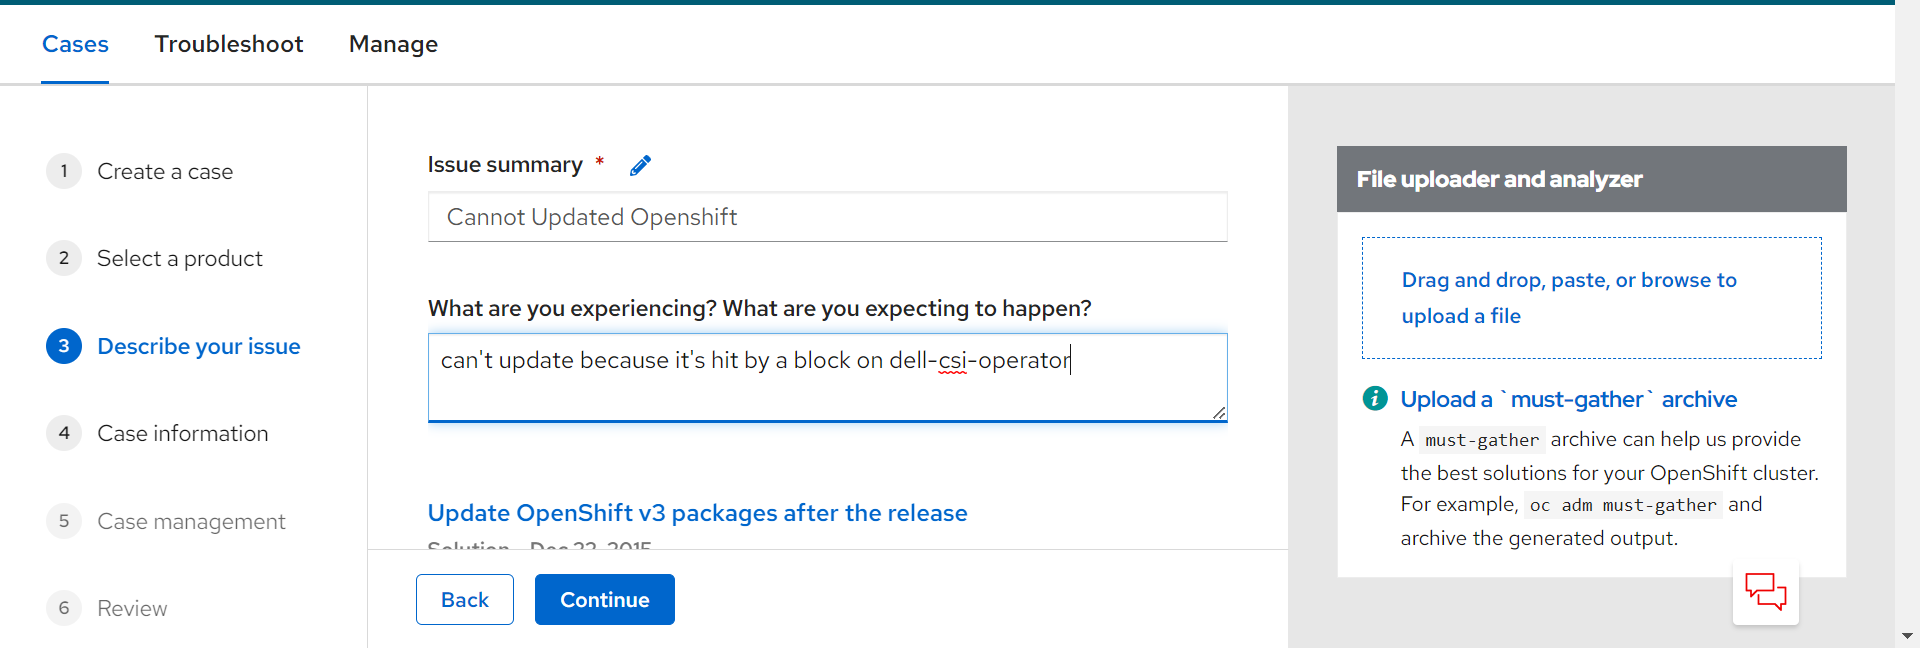 Cases Troubleshoot Manage
1 Create a case
2 Select a product
3 Describe your issue
4 Case information
5 Case management
6 Review
Issue summary *
Cannot Updated Openshift
What are you experiencing? What are you expecting to happen?
can't update because it's hit by a block on dell-csi-operator
Update OpenShift v3 packages after the release
Solution Dec 22, 2015
Back Continue
File uploader and analyzer
Drag and drop, paste, or browse to
upload a file
Upload a `must-gather` archive
A must-gather archive can help us provide
the best solutions for your OpenShift cluster.
For example, oc adm must-gather and
archive the generated output.